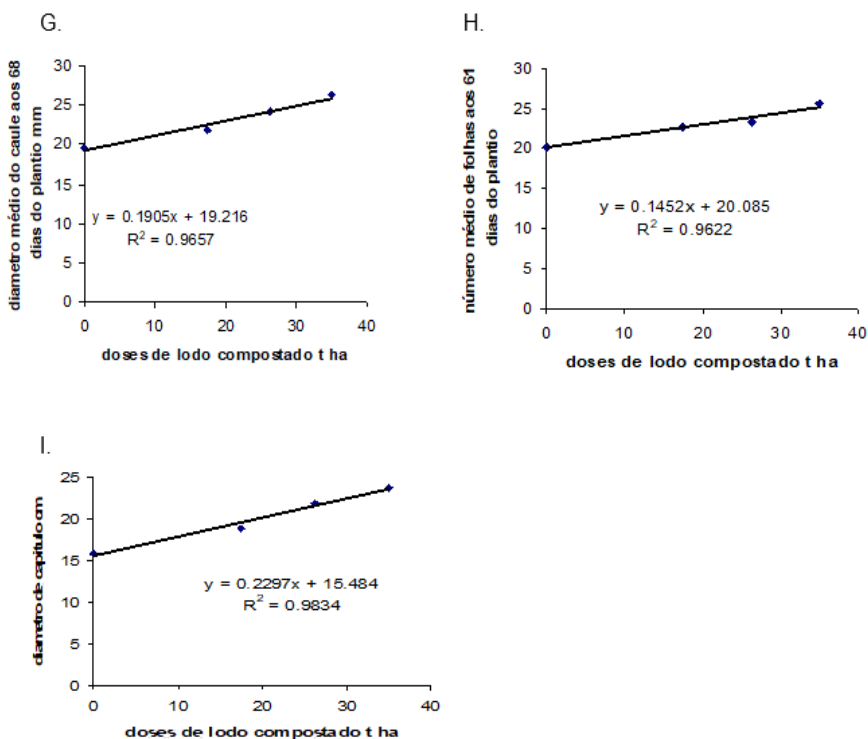 G.
diametro médio do caule aos 68
dias do plantio mm
30
25
20
15
10
5
0
y = 0.1905x + 19.216
R² = 0.9657
0 10 20 30 40
doses de lodo compostado t ha
H.
número médio de folhas aos 61
dias do plantio
30
25
20
15
10
5
0
y = 0.1452x + 20.085
R² = 0.9622
0 10 20 30 40
doses de lodo compostado t ha
I.
diametro de capitulo cm
25
20
15
10
5
0
y = 0.2297x + 15.484
R² = 0.9834
0 10 20 30 40
doses de lodo compostado t ha